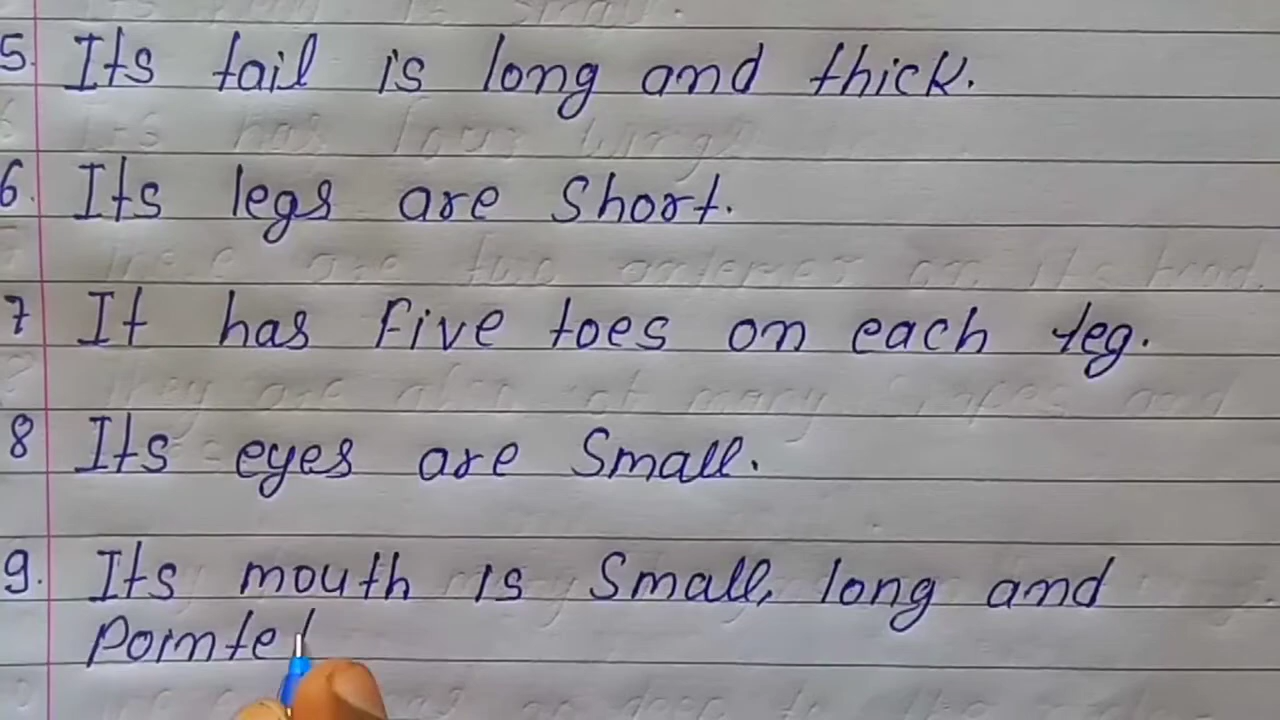 5. Its tail is long and thick.
6. Its legs are Short.
7 It has Five toes on each leg.
8 Its eyes are Small.
9. Its mouth is Small, long and
Pointe